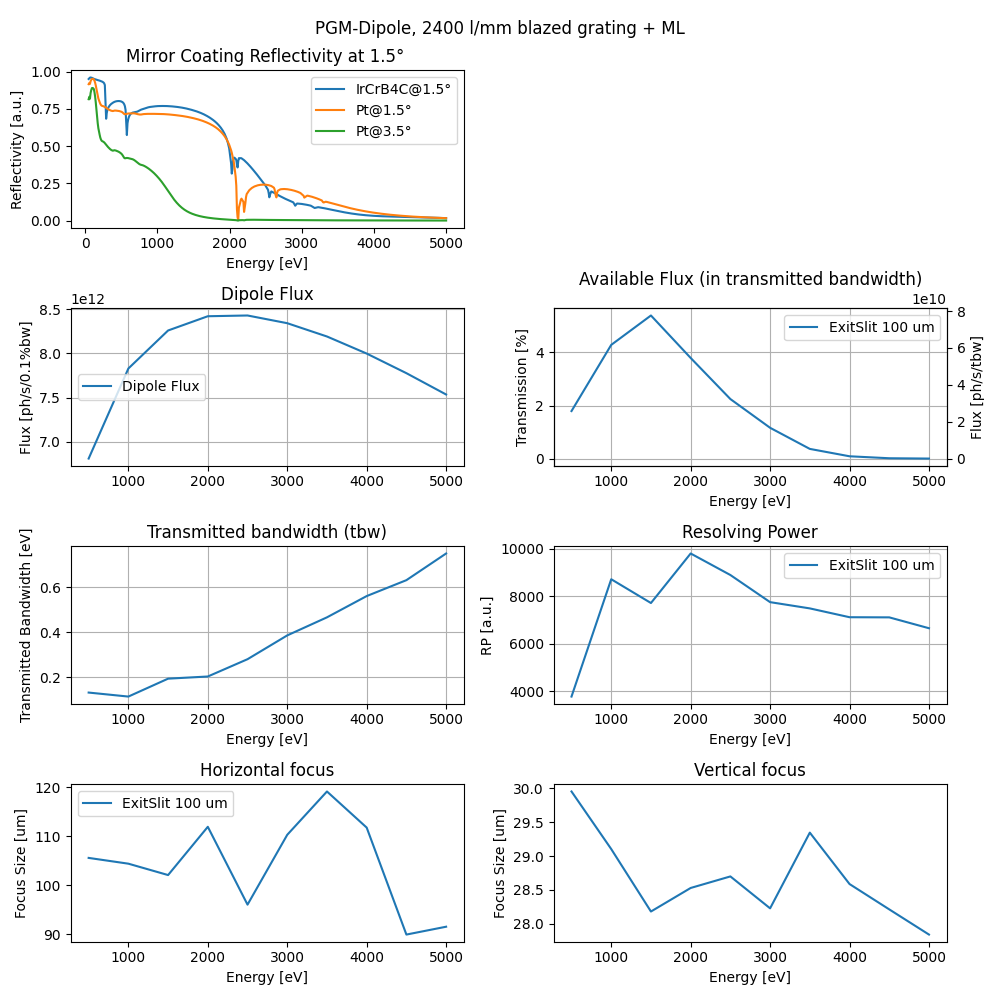 PGM-Dipole, 2400 l/mm blazed grating + ML
Mirror Coating Reflectivity at 1.5°
Reflectivity [a.u.]
1.00
0.75
0.50
0.25
0.00
IrCrB4C@1.5°
Pt@1.5°
Pt@3.5°
0 1000 2000 3000 4000 5000
Energy [eV]
Dipole Flux
1e12
Flux [ph/s/0.1%bw]
8.5
8.0
7.5
7.0
Dipole Flux
1000 2000 3000 4000 5000
Available Flux (in transmitted bandwidth)
1e10
Transmission [%]
4
2
0
ExitSlit 100 um
8
6
4
2
0
Flux [ph/s/tbw]
1000 2000 3000 4000 5000
Energy [eV]
Transmitted bandwidth (tbw)
Transmitted Bandwidth [eV]
0.6
0.4
0.2
1000 2000 3000 4000 5000
Energy [eV]
Resolving Power
RP [a.u.]
10000
8000
6000
4000
ExitSlit 100 um
1000 2000 3000 4000 5000
Energy [eV]
Horizontal focus
Focus Size [um]
120
110
100
90
ExitSlit 100 um
1000 2000 3000 4000 5000
Energy [eV]
Vertical focus
Focus Size [um]
30.0
29.5
29.0
28.5
28.0
1000 2000 3000 4000 5000
Energy [eV]